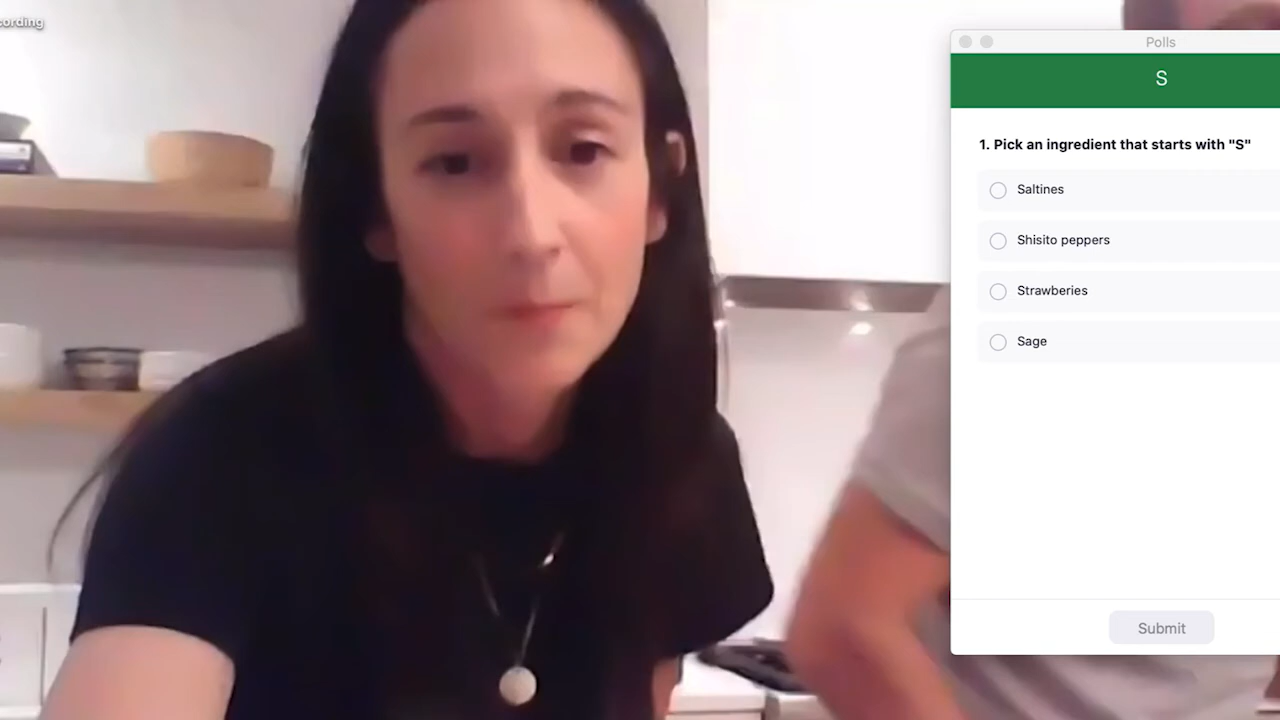 cording
Polls
S
1. Pick an ingredient that starts with "S"
Saltines
Shisito peppers
Strawberies
Sage
Submit